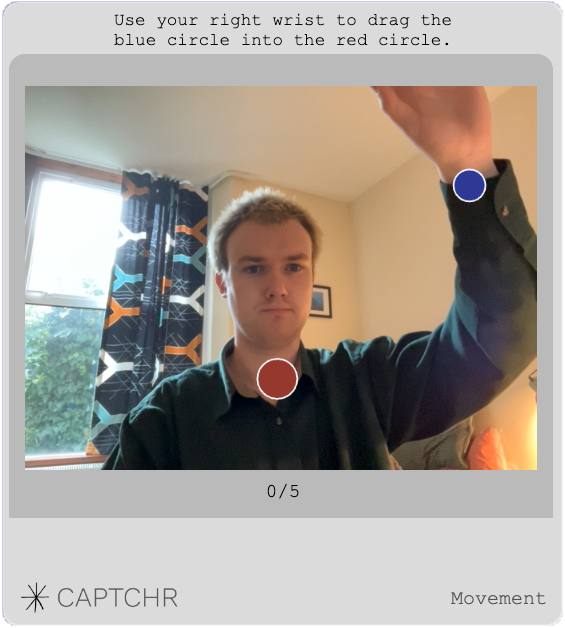 Use your right wrist to drag the
blue circle into the red circle.
0/5
CAPTCHR
Movement